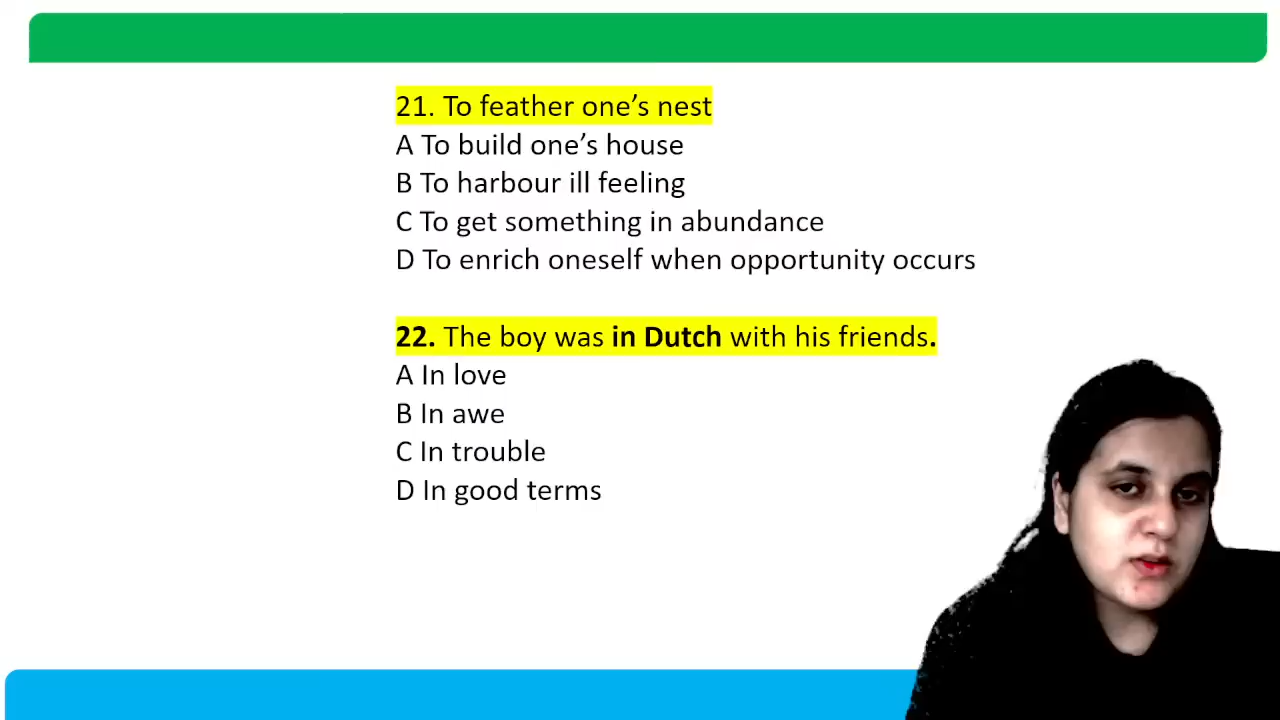 21. To feather one’s nest
A To build one’s house
B To harbour ill feeling
C To get something in abundance
D To enrich oneself when opportunity occurs
22. The boy was in Dutch with his friends.
A In love
B In awe
C In trouble
D In good terms